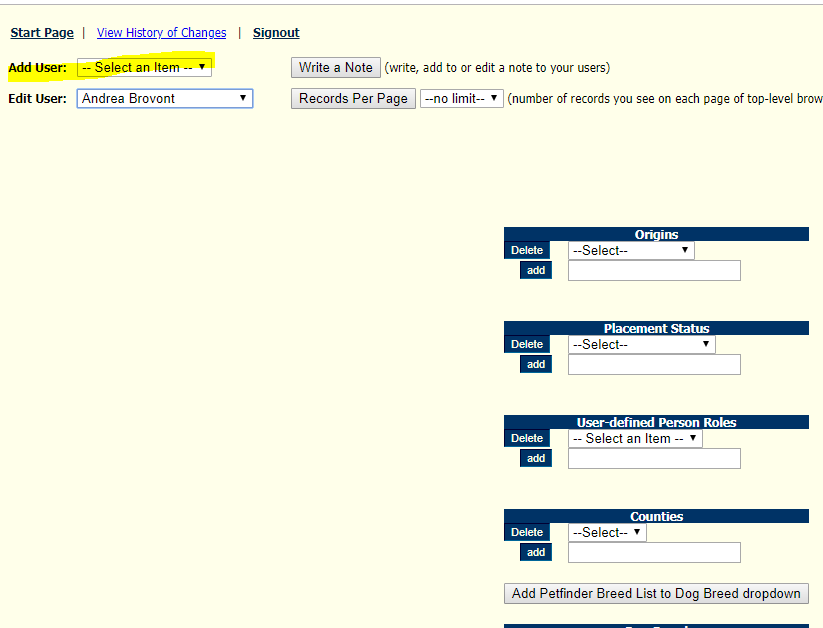 Start Page | View History of Changes | Signout
Add User: -- Select an Item -- Write a Note (write, add to or edit a note to your users)
Edit User: Andrea Brovont Records Per Page --no limit-- (number of records you see on each page of top-level brow
Origins
Delete --Select--
add
Placement Status
Delete --Select--
add
User-defined Person Roles
Delete -- Select an Item --
add
Counties
Delete --Select--
add
Add Petfinder Breed List to Dog Breed dropdown